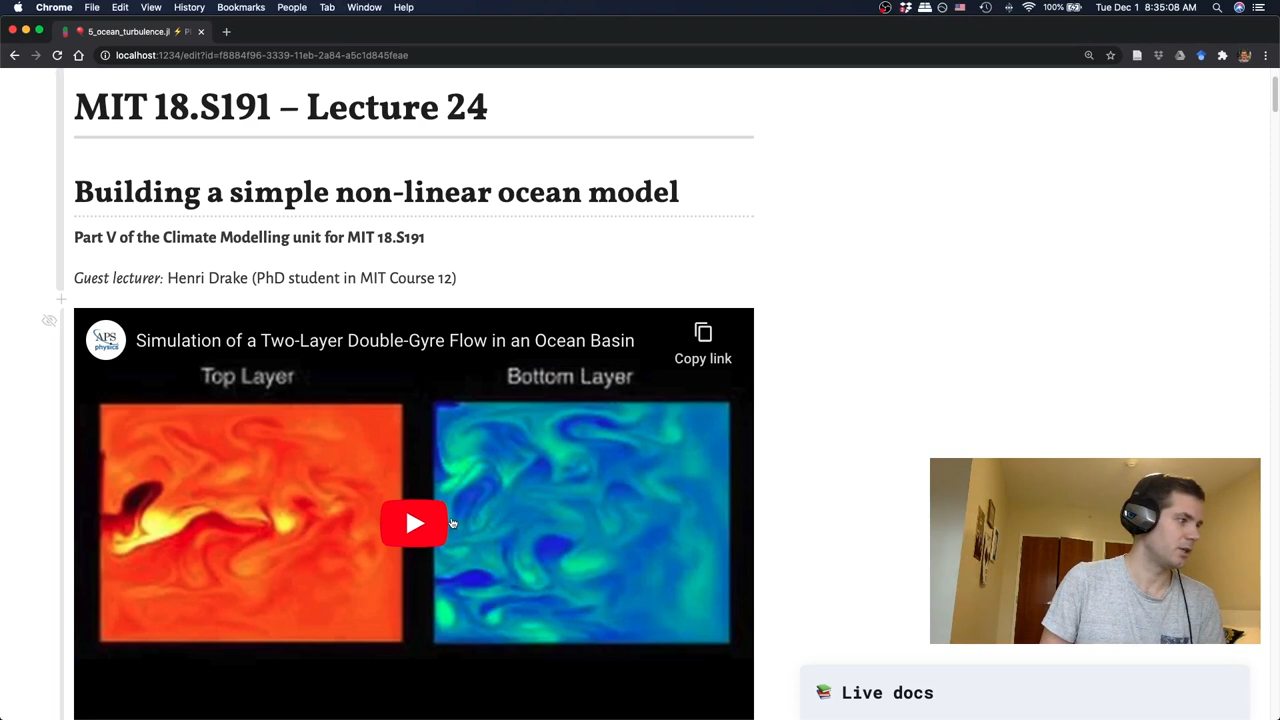 Chrome File Edit View History Bookmarks People Tab Window Help 100% Tue Dec 1 8:35:08 AM
5_ocean_turbulence.jl
localhost:1234/edit?id=f8884f96-3339-11eb-2a84-a5c1d845feae
MIT 18.S191 – Lecture 24
Building a simple non-linear ocean model
Part V of the Climate Modelling unit for MIT 18.S191
Guest lecturer: Henri Drake (PhD student in MIT Course 12)
APS physics
Simulation of a Two-Layer Double-Gyre Flow in an Ocean Basin
Copy link
Top Layer Bottom Layer
Live docs